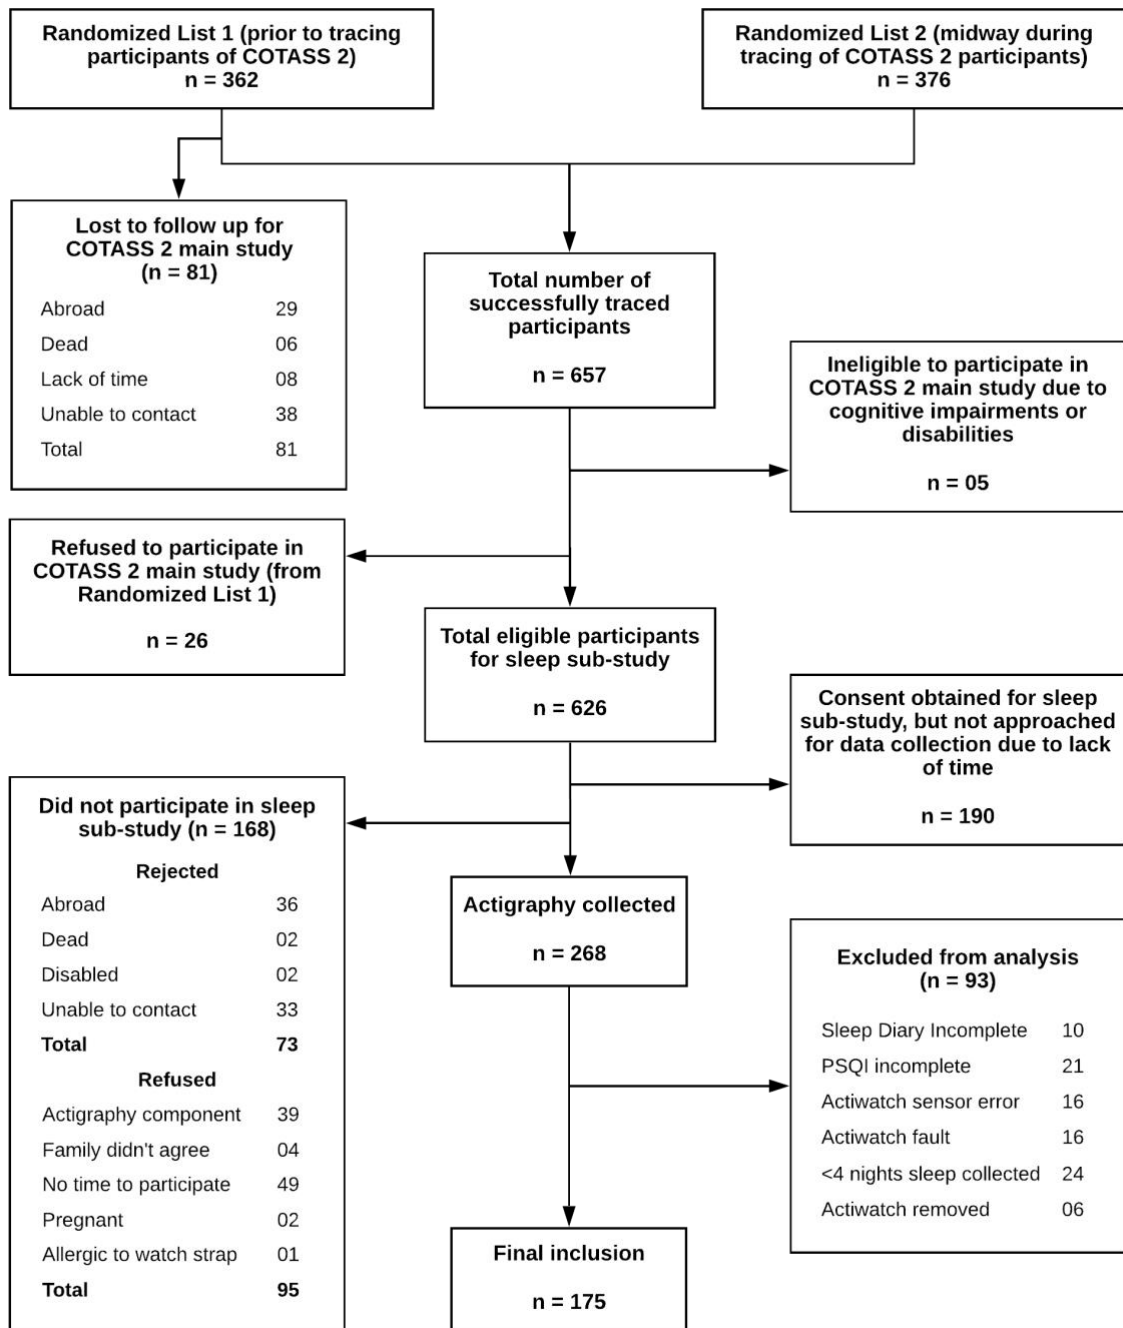 Randomized List 1 (prior to tracing
participants of COTASS 2)
n = 362
Randomized List 2 (midway during
tracing of COTASS 2 participants)
n = 376
Lost to follow up for
COTASS 2 main study
(n = 81)
Abroad 29
Dead 06
Lack of time 08
Unable to contact 38
Total 81
Total number of
successfully traced
participants
n = 657
Ineligible to participate in
COTASS 2 main study due to
cognitive impairments or
disabilities
n = 05
Refused to participate in
COTASS 2 main study (from
Randomized List 1)
n = 26
Total eligible participants
for sleep sub-study
n = 626
Consent obtained for sleep
sub-study, but not approached
for data collection due to lack
of time
n = 190
Did not participate in sleep
sub-study (n = 168)
Rejected
Abroad 36
Dead 02
Disabled 02
Unable to contact 33
Total 73
Refused
Actigraphy component 39
Family didn't agree 04
No time to participate 49
Pregnant 02
Allergic to watch strap 01
Total 95
Actigraphy collected
n = 268
Excluded from analysis
(n = 93)
Sleep Diary Incomplete 10
PSQI incomplete 21
Actiwatch sensor error 16
Actiwatch fault 16
<4 nights sleep collected 24
Actiwatch removed 06
Final inclusion
n = 175